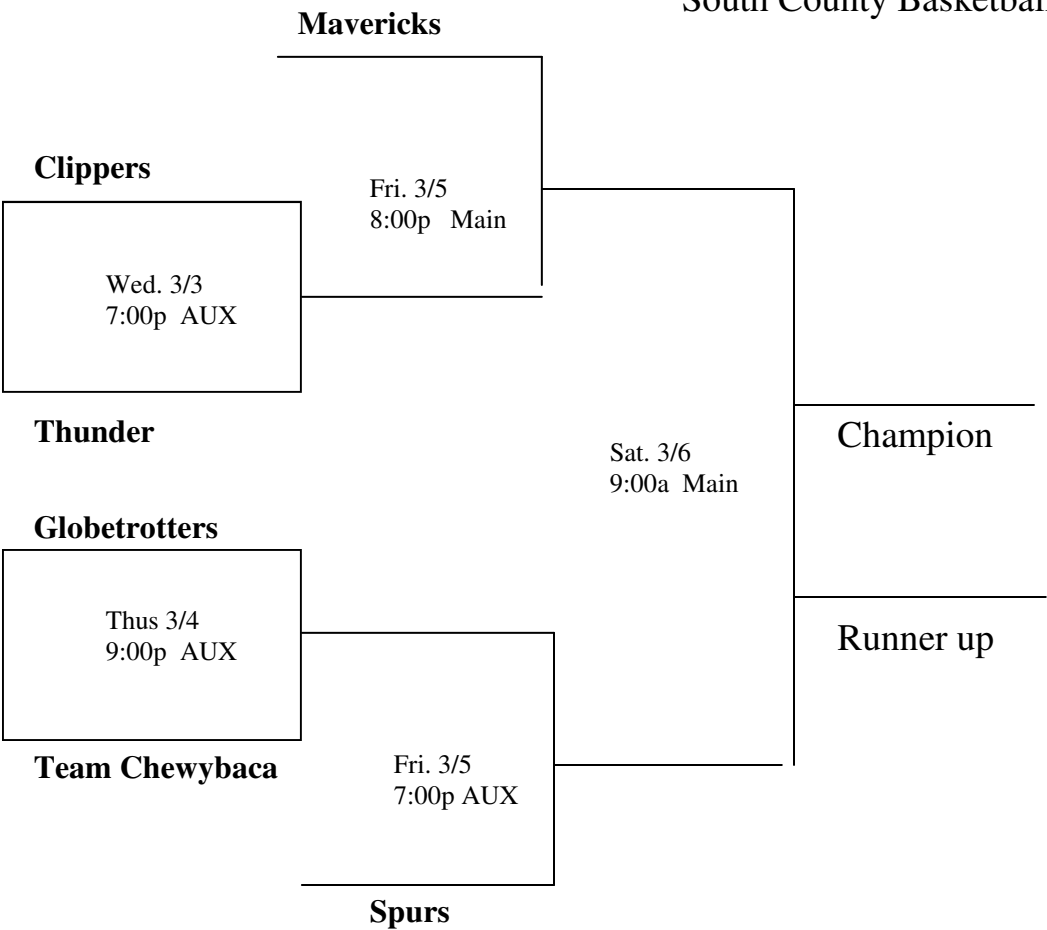 South County Basketbal
Mavericks
Clippers
Fri. 3/5
8:00p Main
Wed. 3/3
7:00p AUX
Thunder
Champion
Sat. 3/6
9:00a Main
Globetrotters
Thus 3/4
9:00p AUX
Runner up
Team Chewybaca
Fri. 3/5
7:00p AUX
Spurs